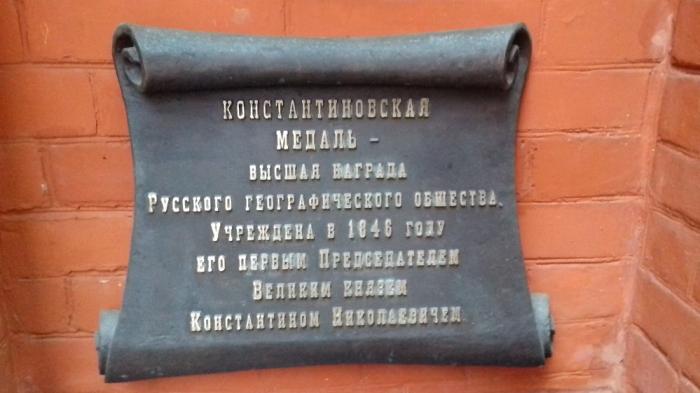 КОНСТАНТИНОВСКАЯ
МЕДАЛЬ –
ВЫСШАЯ НАГРАДА
РУССКОГО ГЕОГРАФИЧЕСКОГО ОБЩЕСТВА.
УЧРЕЖДЕНА В 1846 ГОДУ
ЕГО ПЕРВЫМ ПРЕДСЕДАТЕЛЕМ
ВЕЛИКИМ КНЯЗЕМ
КОНСТАНТИНОМ НИКОЛАЕВИЧЕМ.